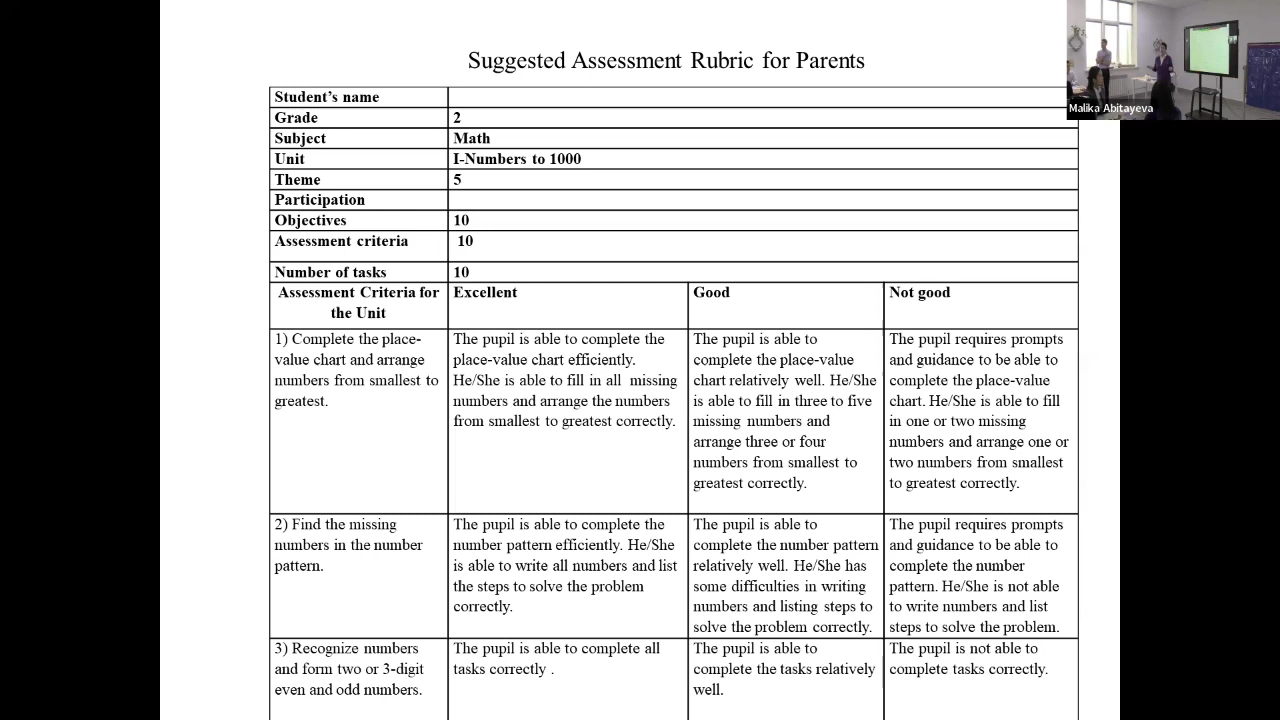 Suggested Assessment Rubric for Parents
Malika Abitayeva
Student's name
Grade 2
Subject Math
Unit I-Numbers to 1000
Theme 5
Participation
Objectives 10
Assessment criteria 10
Number of tasks 10
Assessment Criteria for
the Unit
Excellent
Good
Not good
1) Complete the place-
value chart and arrange
numbers from smallest to
greatest.
The pupil is able to complete the
place-value chart efficiently.
He/She is able to fill in all missing
numbers and arrange the numbers
from smallest to greatest correctly.
The pupil is able to
complete the place-value
chart relatively well. He/She
is able to fill in three to five
missing numbers and
arrange three or four
numbers from smallest to
greatest correctly.
The pupil requires prompts
and guidance to be able to
complete the place-value
chart. He/She is able to fill
in one or two missing
numbers and arrange one or
two numbers from smallest
to greatest correctly.
2) Find the missing
numbers in the number
pattern.
The pupil is able to complete the
number pattern efficiently. He/She
is able to write all numbers and list
the steps to solve the problem
correctly.
The pupil is able to
complete the number pattern
relatively well. He/She has
some difficulties in writing
numbers and listing steps to
solve the problem correctly.
The pupil requires prompts
and guidance to be able to
complete the number
pattern. He/She is not able
to write numbers and list
steps to solve the problem.
3) Recognize numbers
and form two or 3-digit
even and odd numbers.
The pupil is able to complete all
tasks correctly .
The pupil is able to
complete the tasks relatively
well.
The pupil is not able to
complete tasks correctly.